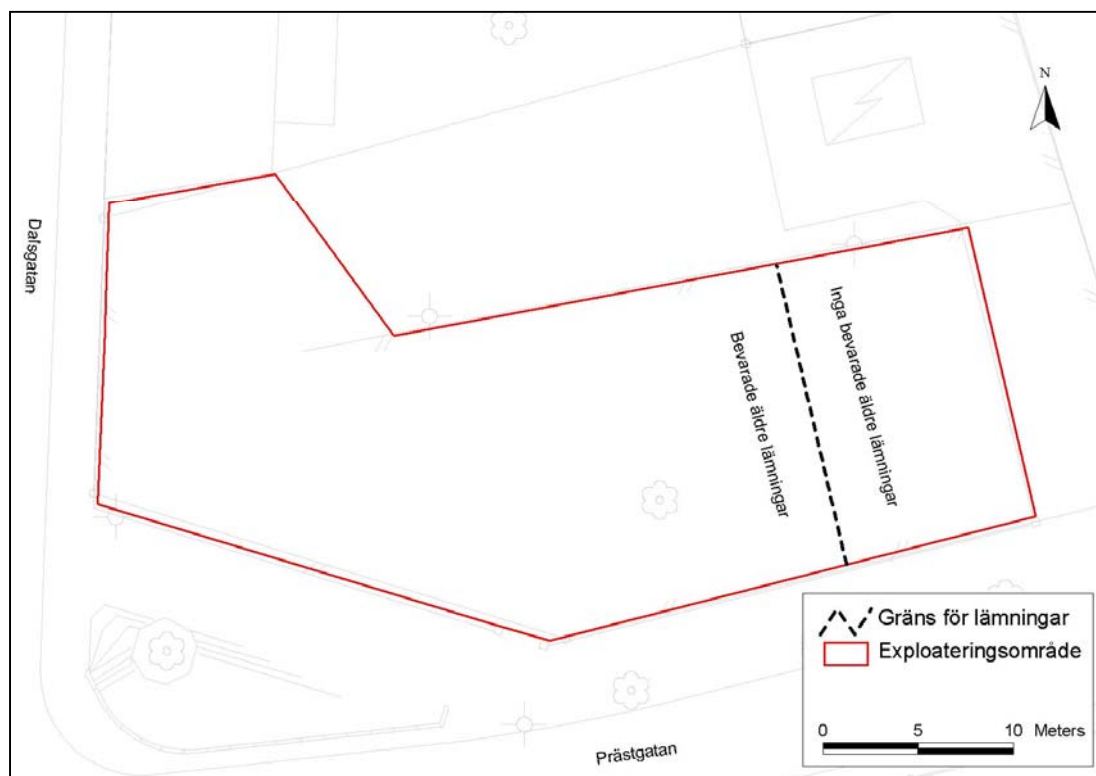 N
Dalsgatan
Inga bevarade äldre lämningar
Bevarade äldre lämningar
Gräns för lämningar
Exploateringsområde
0 5 10 Meters
Prästgatan